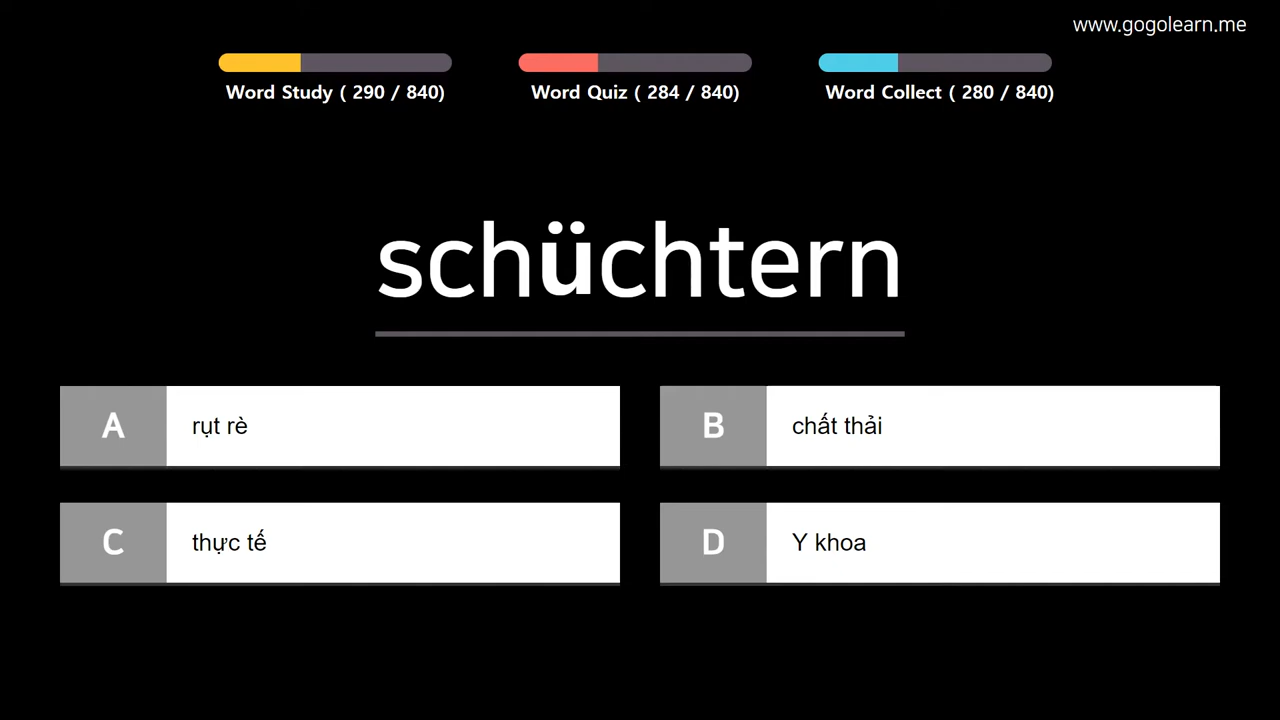 www.gogolearn.me
Word Study ( 290 / 840)
Word Quiz ( 284 / 840)
Word Collect ( 280 / 840)
schüchtern
A rụt rè
B chất thải
C thực tế
D Y khoa